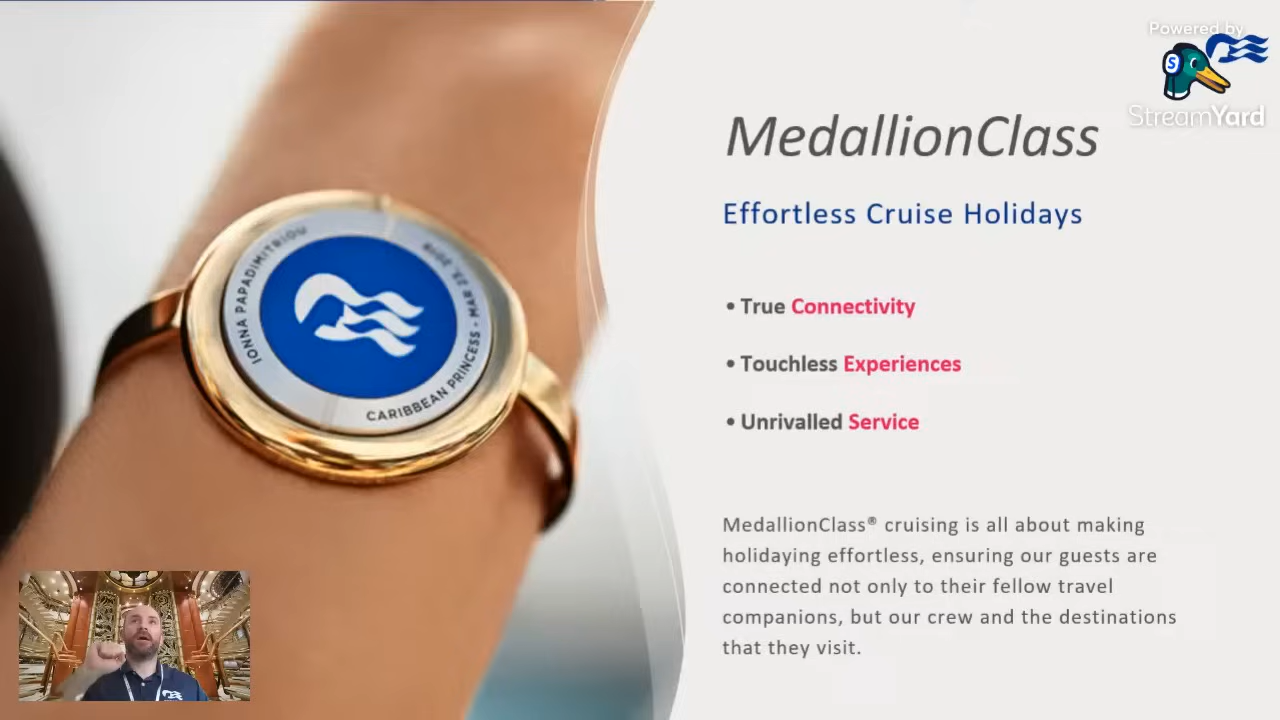 Powered by
StreamYard
MedallionClass
Effortless Cruise Holidays
• True Connectivity
• Touchless Experiences
• Unrivalled Service
MedallionClass® cruising is all about making
holidaying effortless, ensuring our guests are
connected not only to their fellow travel
companions, but our crew and the destinations
that they visit.
IONNA PAPADIMITRIOU
CARIBBEAN PRINCESS - MAR 25,
S